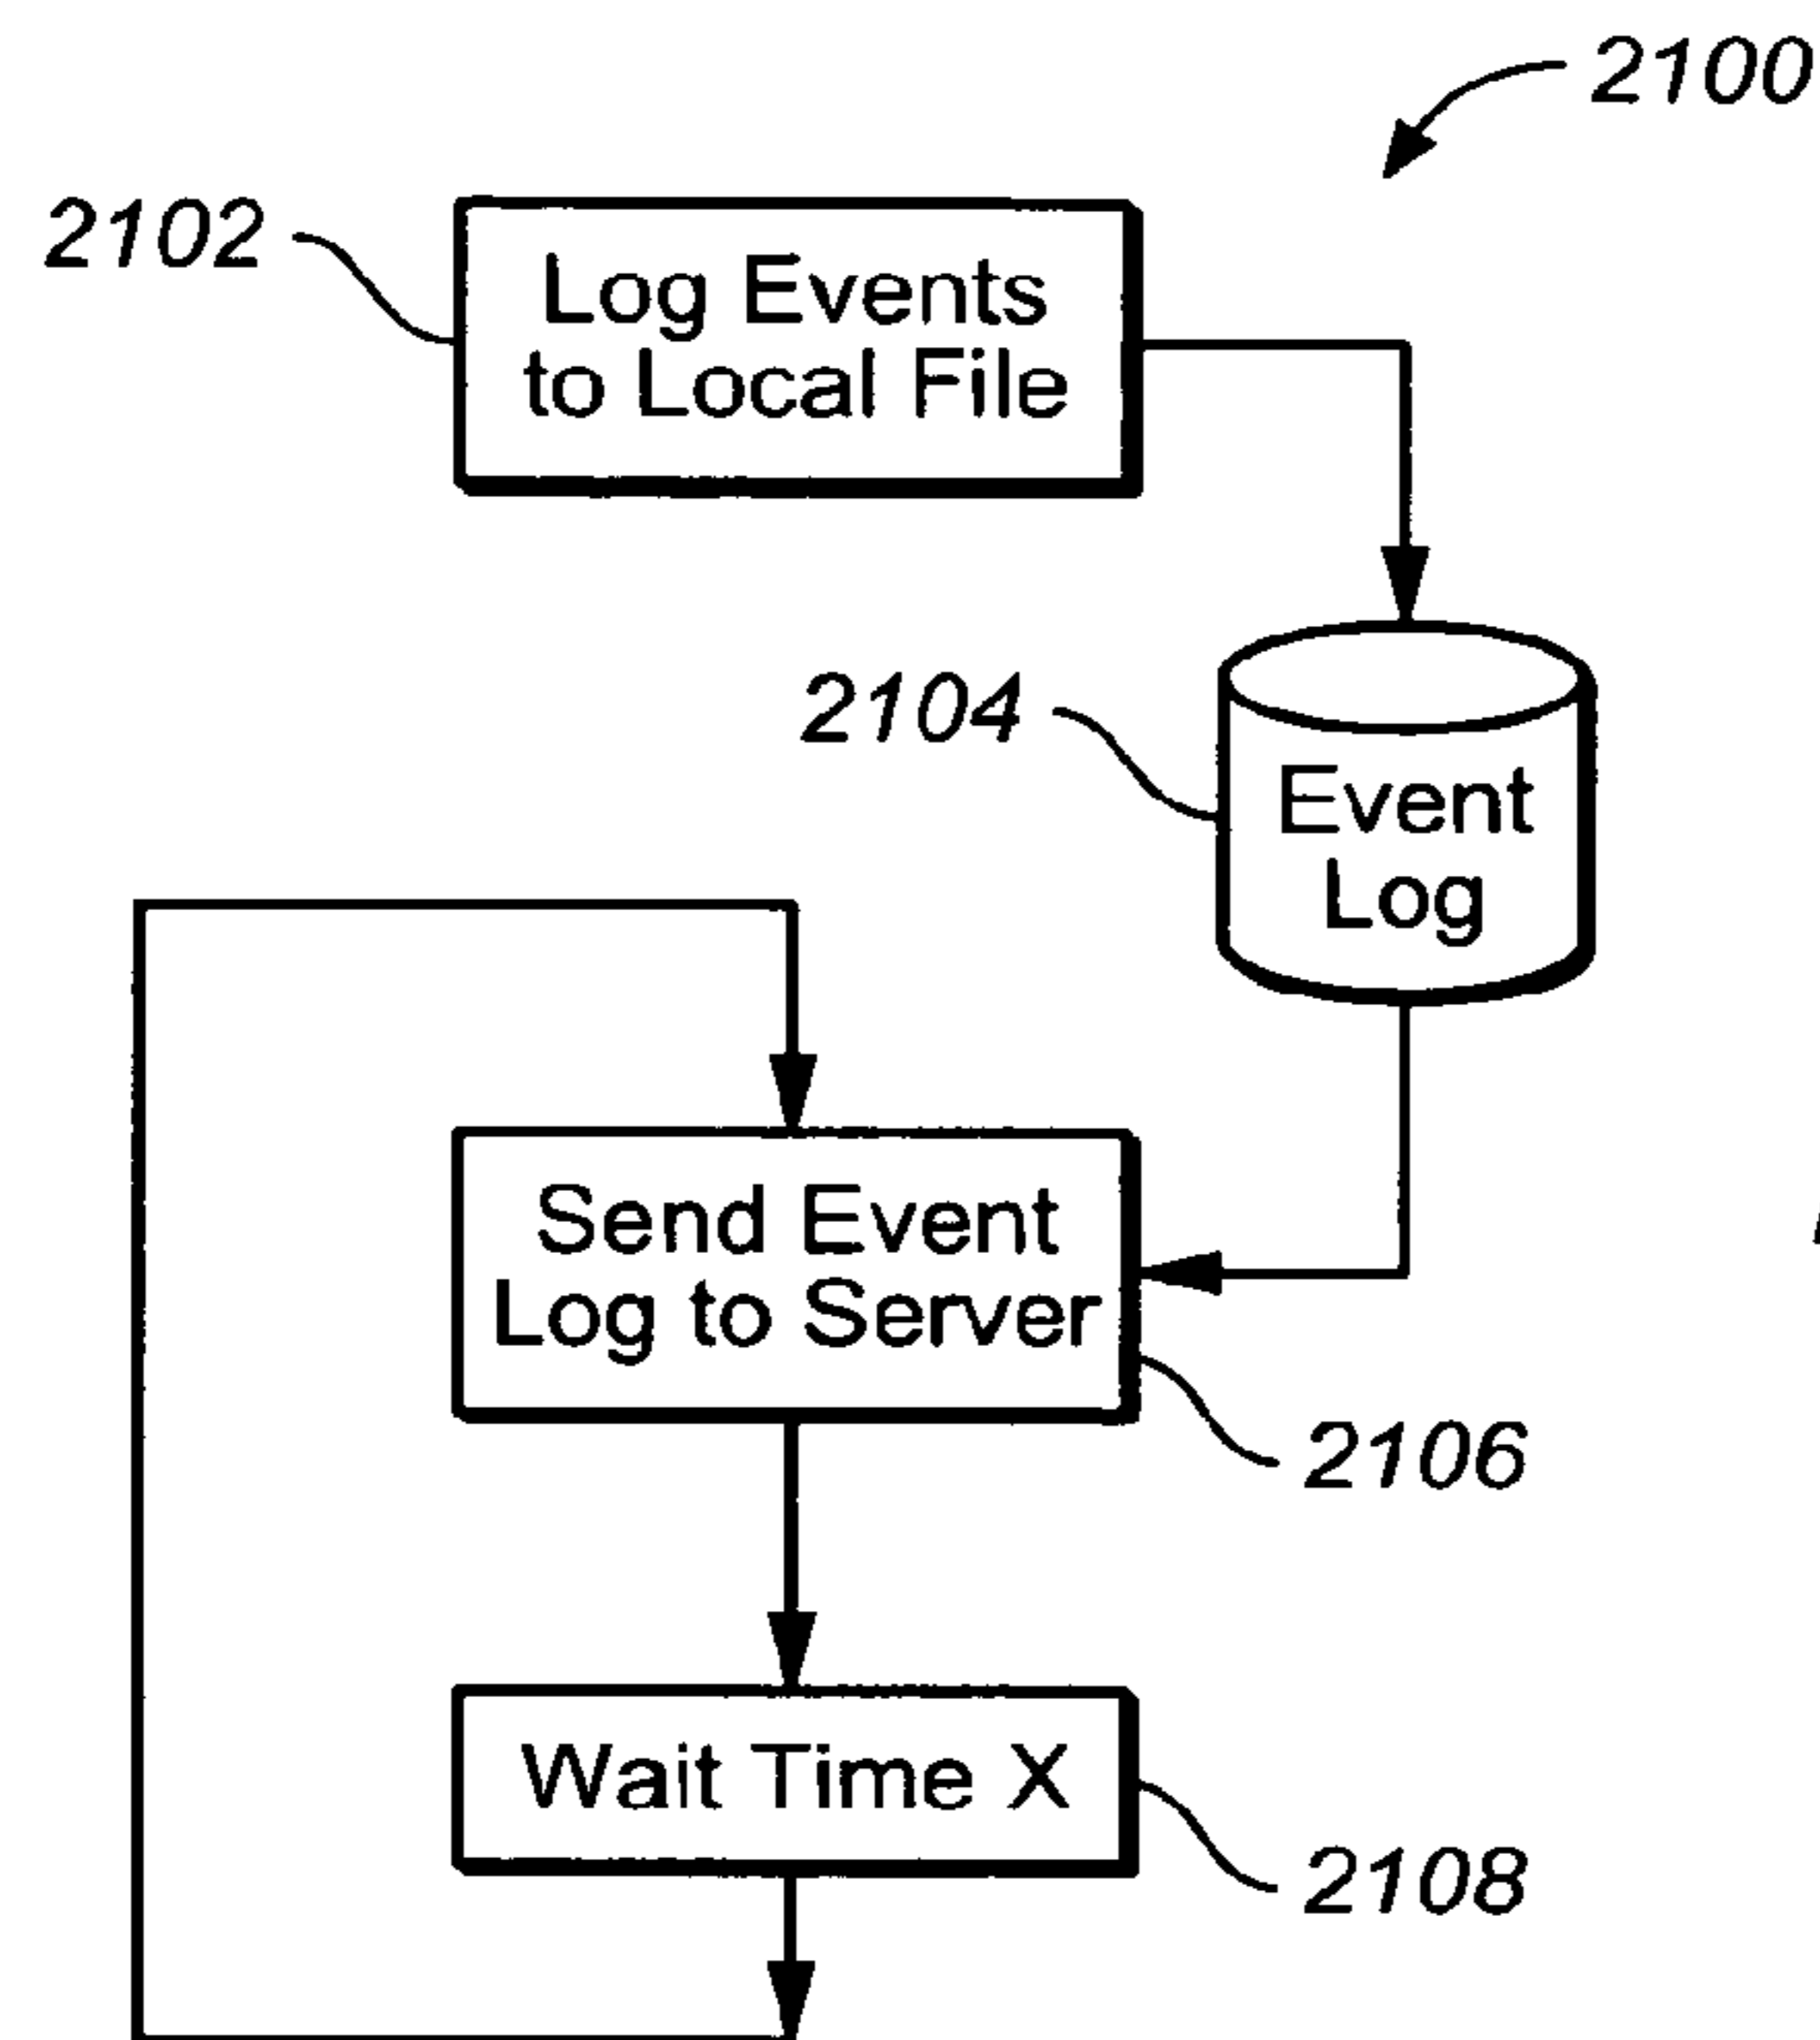 2100
2102
Log Events
to Local File
2104
Event
Log
Send Event
Log to Server
2106
Wait Time X
2108